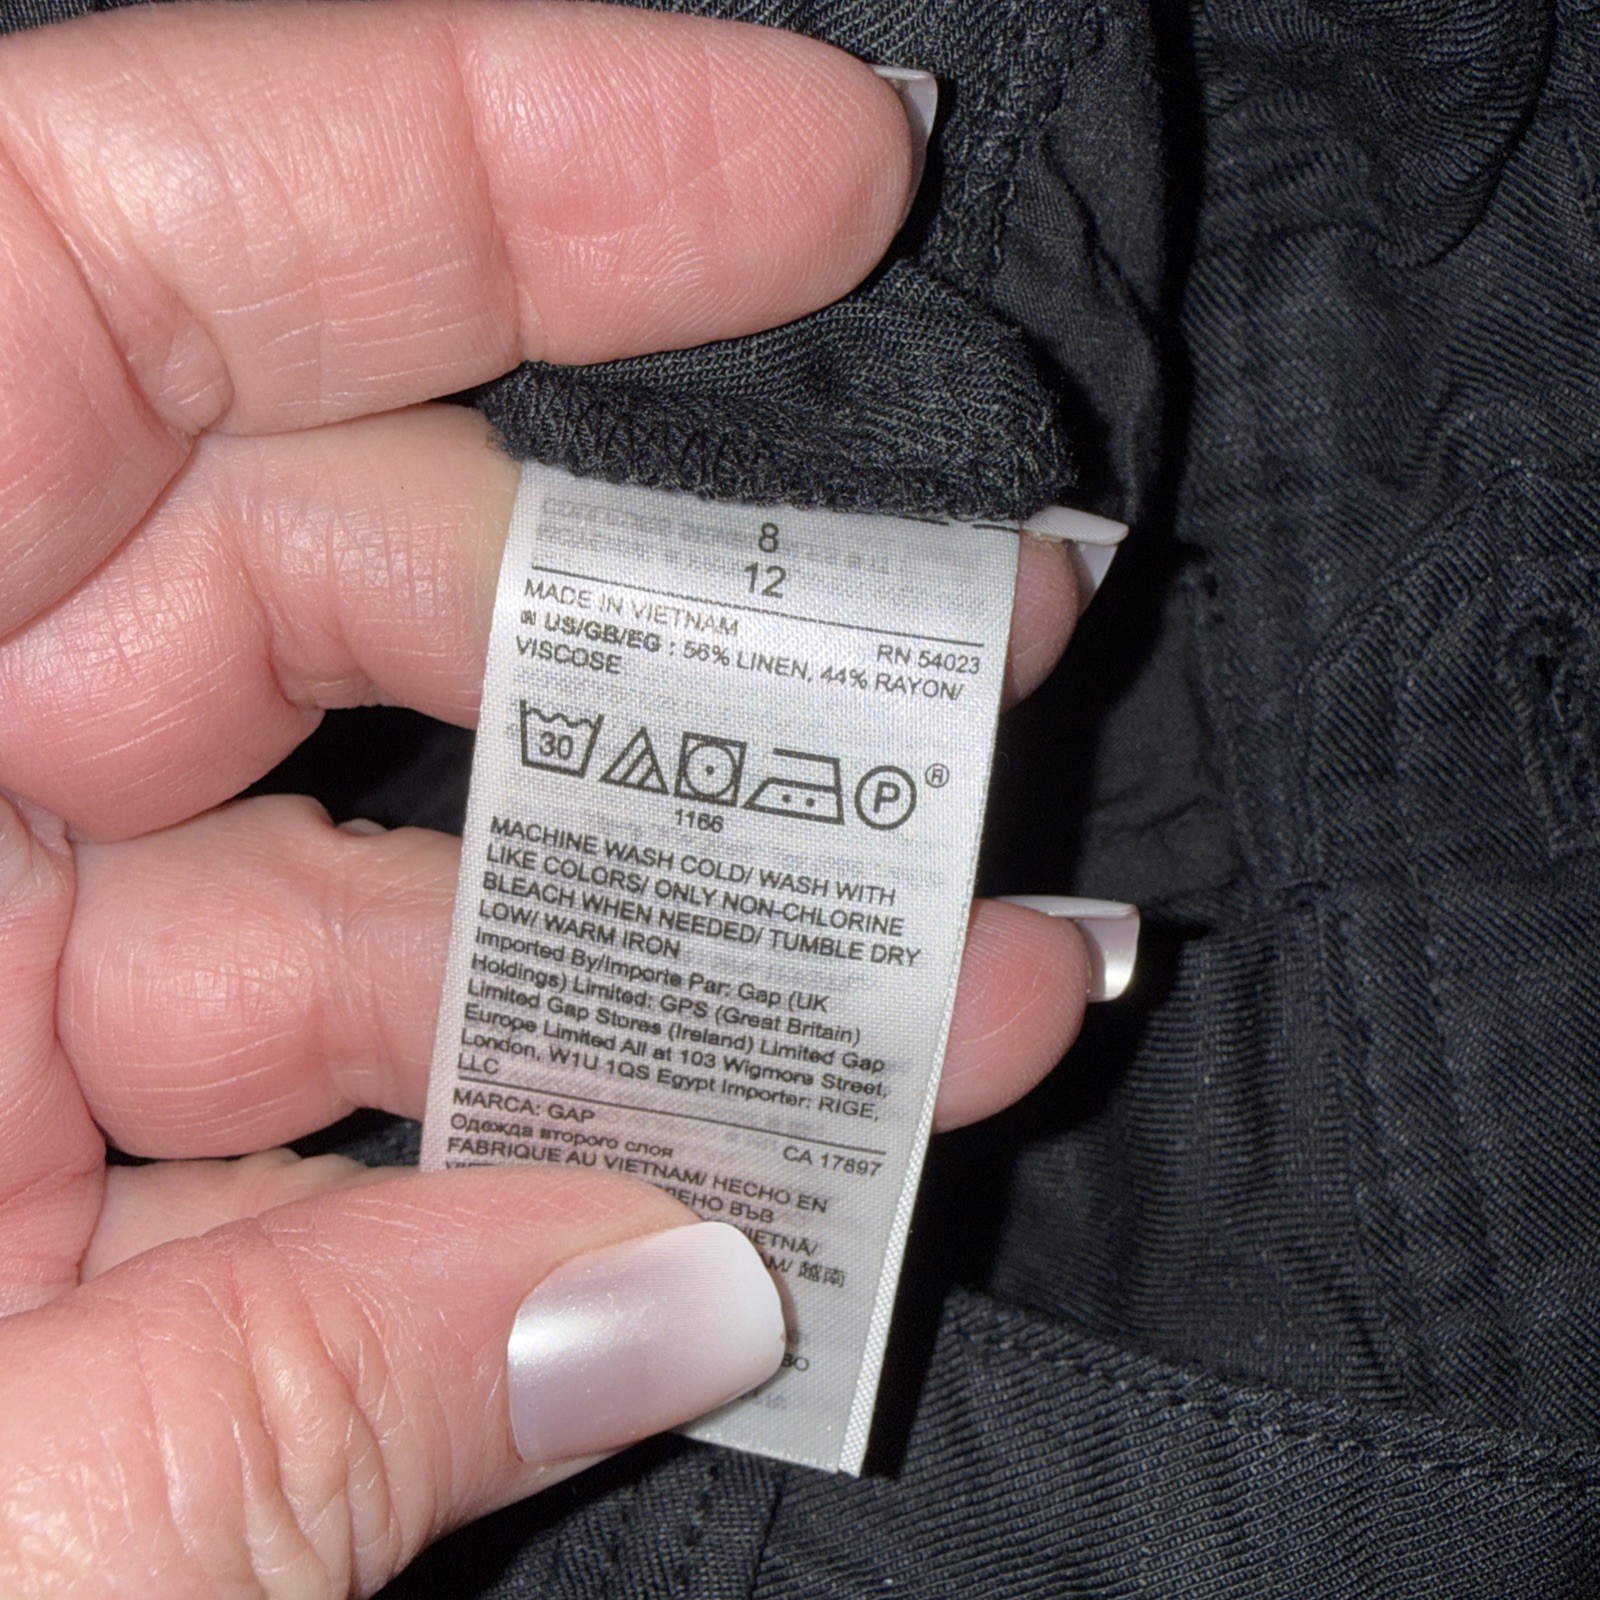 8
12
MADE IN VIETNAM
RN 54023
US/GB/EG : 56% LINEN, 44% RAYON/
VISCOSE
30
P
®
1166
MACHINE WASH COLD/ WASH WITH
LIKE COLORS/ ONLY NON-CHLORINE
BLEACH WHEN NEEDED/ TUMBLE DRY
LOW/ WARM IRON
Imported By/Importe Par: Gap (UK
Holdings) Limited: GPS (Great Britain)
Limited Gap Stores (Ireland) Limited Gap
Europe Limited All at 103 Wigmore Street,
London, W1U 1QS Egypt Importer: RIGE,
LLC
MARCA: GAP
CA 17897
Одежда второго слоя
FABRIQUE AU VIETNAM/ HECHO EN
ВЪВ
越南